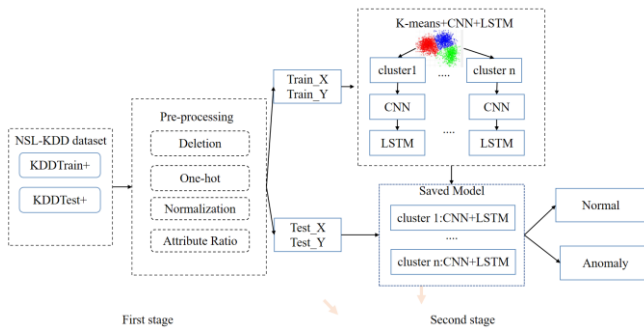 K-means+CNN+LSTM
cluster1
....
cluster n
CNN
CNN
LSTM
....
LSTM
Train_X
Train_Y
Pre-processing
Deletion
One-hot
Normalization
Attribute Ratio
NSL-KDD dataset
KDDTrain+
KDDTest+
Test_X
Test_Y
Saved Model
cluster 1:CNN+LSTM
....
cluster n:CNN+LSTM
Normal
Anomaly
First stage
Second stage